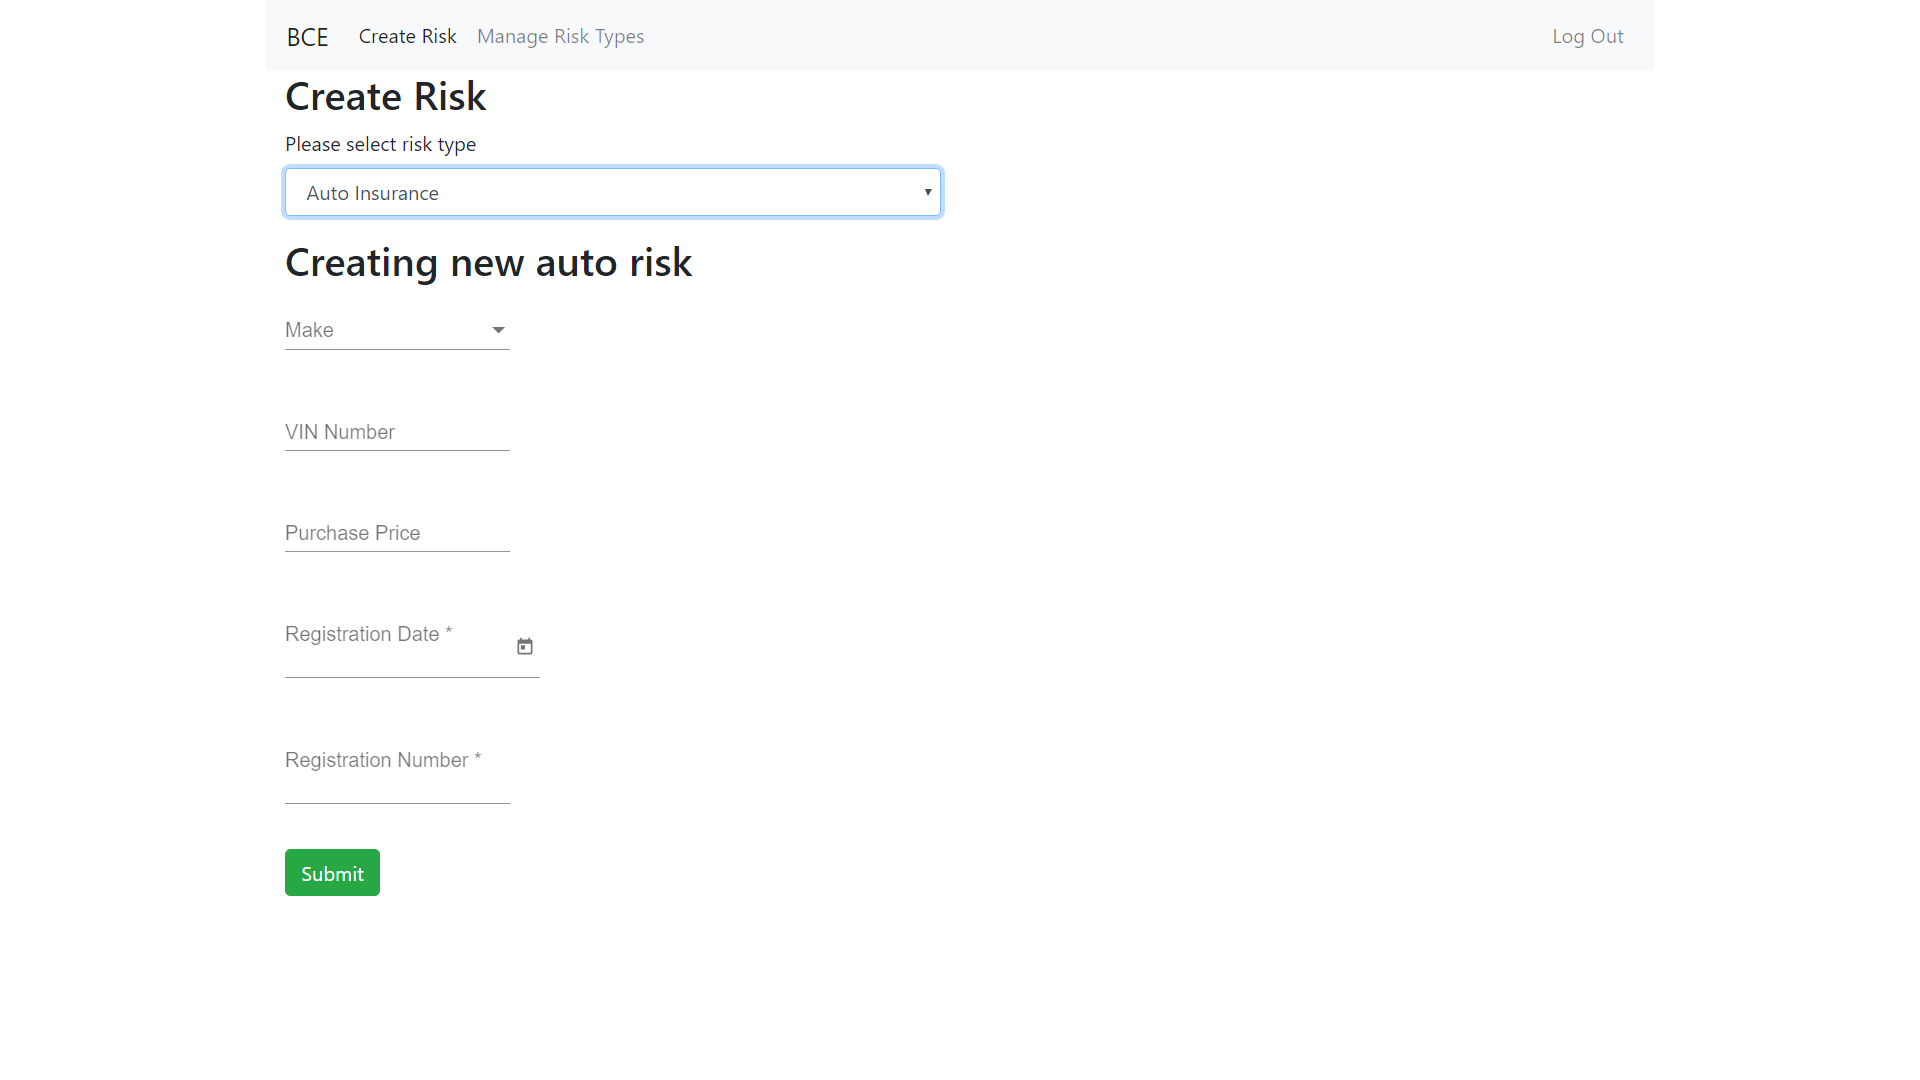 BCE Create Risk Manage Risk Types Log Out
Create Risk
Please select risk type
Auto Insurance
Creating new auto risk
Make
VIN Number
Purchase Price
Registration Date *
Registration Number *
Submit